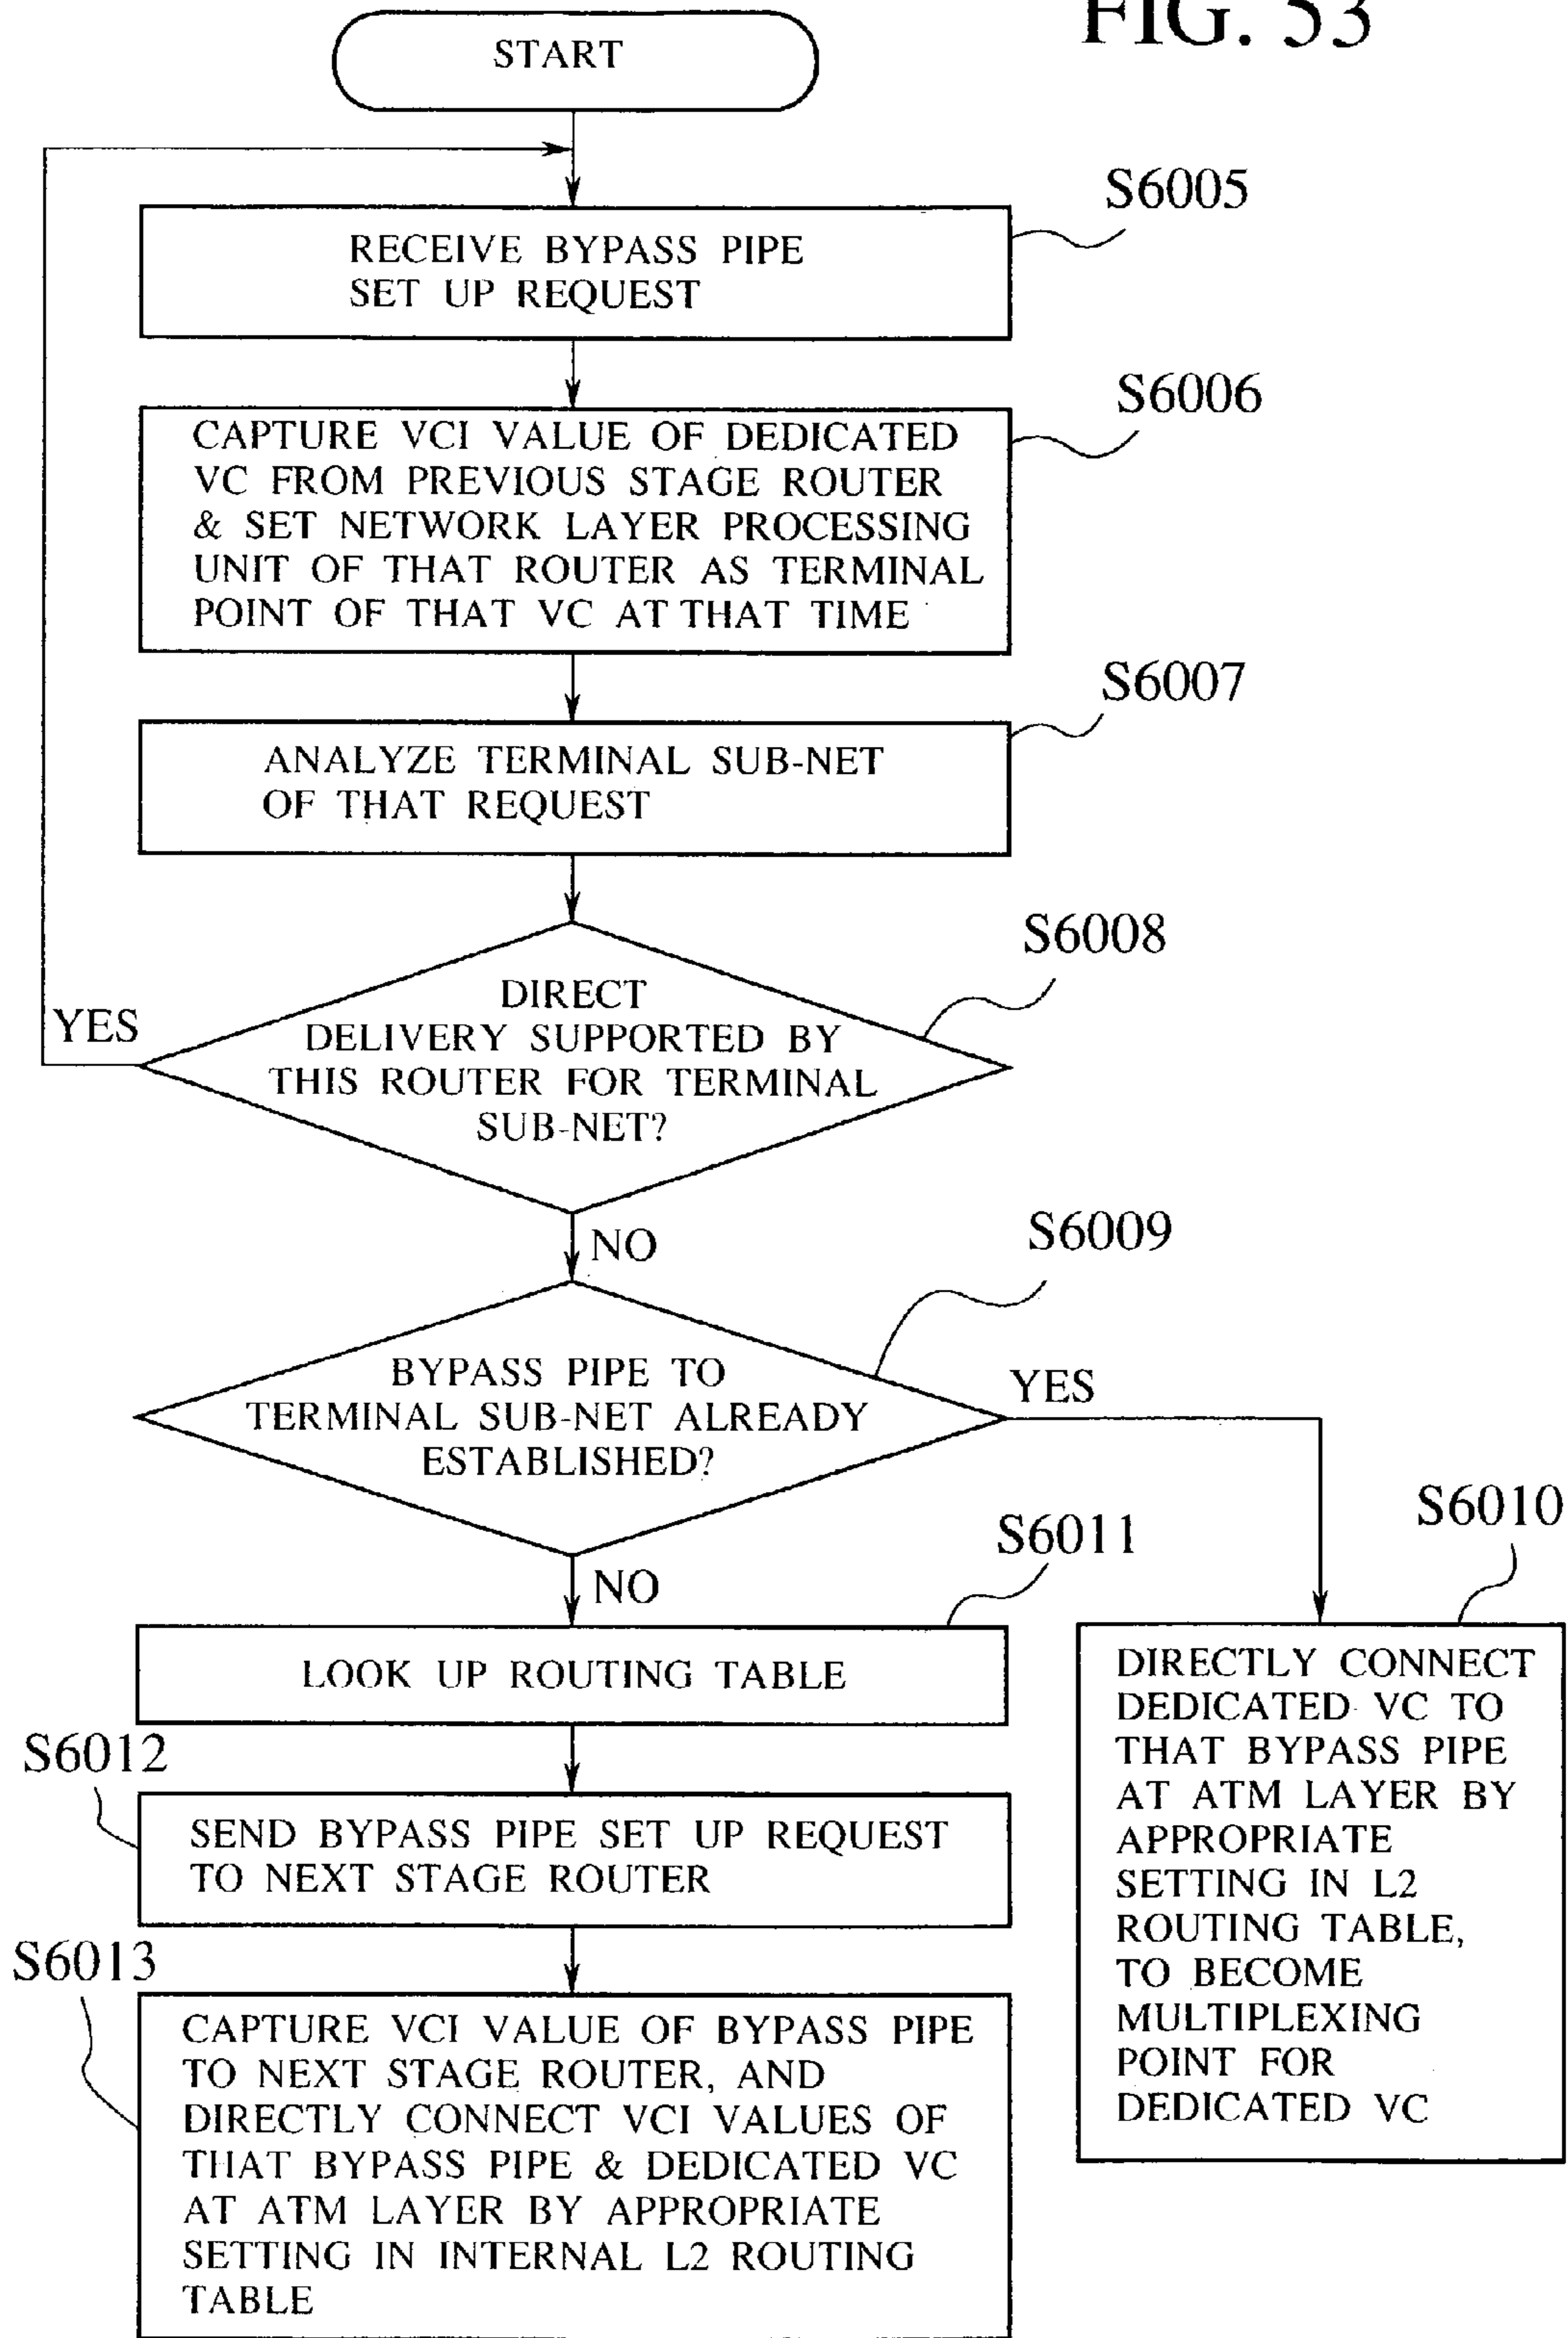 FIG. 53
START
S6005
RECEIVE BYPASS PIPE
SET UP REQUEST
S6006
CAPTURE VCI VALUE OF DEDICATED
VC FROM PREVIOUS STAGE ROUTER
& SET NETWORK LAYER PROCESSING
UNIT OF THAT ROUTER AS TERMINAL
POINT OF THAT VC AT THAT TIME
S6007
ANALYZE TERMINAL SUB-NET
OF THAT REQUEST
S6008
DIRECT
DELIVERY SUPPORTED BY
THIS ROUTER FOR TERMINAL
SUB-NET?
YES
NO
S6009
BYPASS PIPE TO
TERMINAL SUB-NET ALREADY
ESTABLISHED?
YES
NO
S6010
DIRECTLY CONNECT
DEDICATED VC TO
THAT BYPASS PIPE
AT ATM LAYER BY
APPROPRIATE
SETTING IN L2
ROUTING TABLE,
TO BECOME
MULTIPLEXING
POINT FOR
DEDICATED VC
S6011
LOOK UP ROUTING TABLE
S6012
SEND BYPASS PIPE SET UP REQUEST
TO NEXT STAGE ROUTER
S6013
CAPTURE VCI VALUE OF BYPASS PIPE
TO NEXT STAGE ROUTER, AND
DIRECTLY CONNECT VCI VALUES OF
THAT BYPASS PIPE & DEDICATED VC
AT ATM LAYER BY APPROPRIATE
SETTING IN INTERNAL L2 ROUTING
TABLE